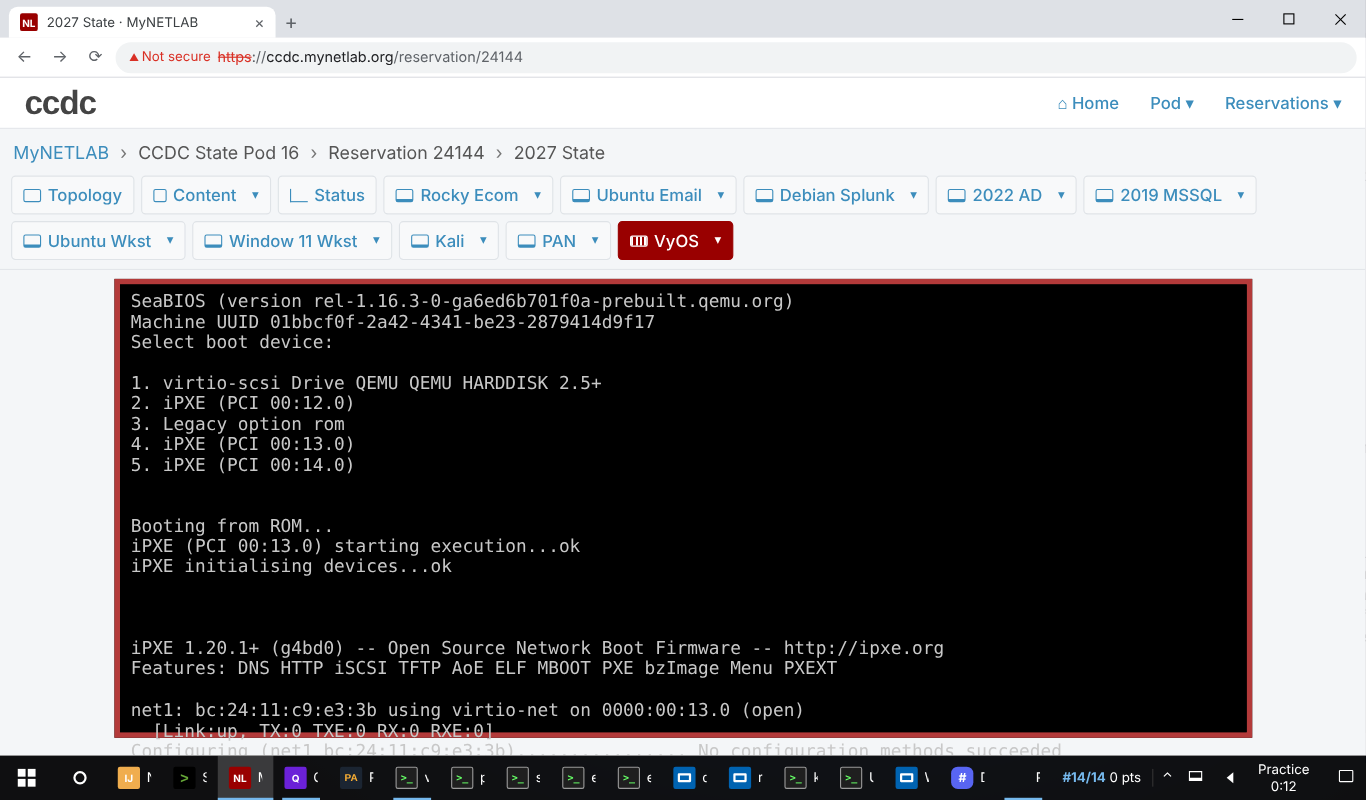 NL 2027 State · MyNETLAB × +
Not secure https://ccdc.mynetlab.org/reservation/24144
ccdc
Home Pod ▾ Reservations ▾
MyNETLAB › CCDC State Pod 16 › Reservation 24144 › 2027 State
Topology Content ▾ Status Rocky Ecom ▾ Ubuntu Email ▾ Debian Splunk ▾ 2022 AD ▾ 2019 MSSQL ▾
Ubuntu Wkst ▾ Window 11 Wkst ▾ Kali ▾ PAN ▾ VyOS ▾
SeaBIOS (version rel-1.16.3-0-ga6ed6b701f0a-prebuilt.qemu.org)
Machine UUID 01bbcf0f-2a42-4341-be23-2879414d9f17
Select boot device:
1. virtio-scsi Drive QEMU QEMU HARDDISK 2.5+
2. iPXE (PCI 00:12.0)
3. Legacy option rom
4. iPXE (PCI 00:13.0)
5. iPXE (PCI 00:14.0)
Booting from ROM...
iPXE (PCI 00:13.0) starting execution...ok
iPXE initialising devices...ok
iPXE 1.20.1+ (g4bd0) -- Open Source Network Boot Firmware -- http://ipxe.org
Features: DNS HTTP iSCSI TFTP AoE ELF MBOOT PXE bzImage Menu PXEXT
net1: bc:24:11:c9:e3:3b using virtio-net on 0000:00:13.0 (open)
[Link:up, TX:0 TXE:0 RX:0 RXE:0]
Configuring (net1 bc:24:11:c9:e3:3b)................ No configuration methods succeeded
IJ NL Q PA #14/14 0 pts Practice
0:12